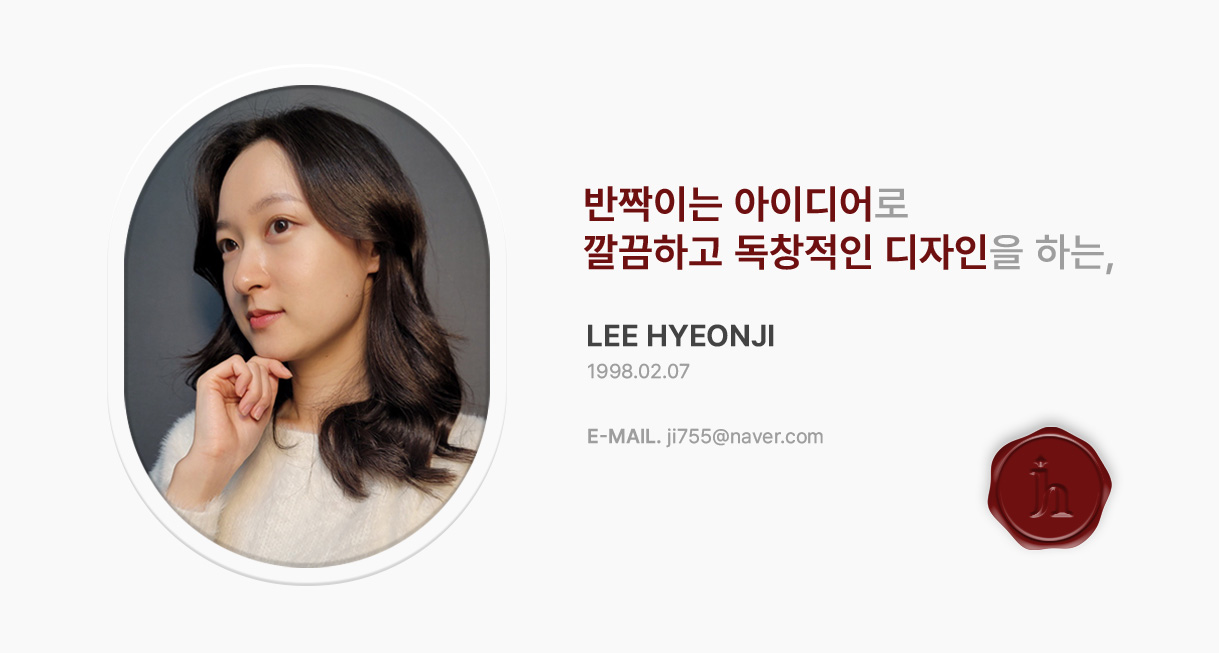 반짝이는 아이디어로
깔끔하고 독창적인 디자인을 하는,
LEE HYEONJI
1998.02.07
E-MAIL. ji755@naver.com
jh